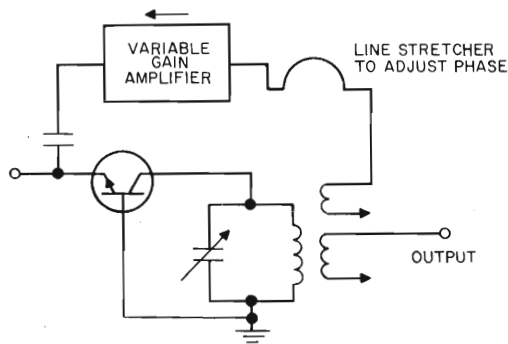 VARIABLE
GAIN
AMPLIFIER
LINE STRETCHER
TO ADJUST PHASE
OUTPUT